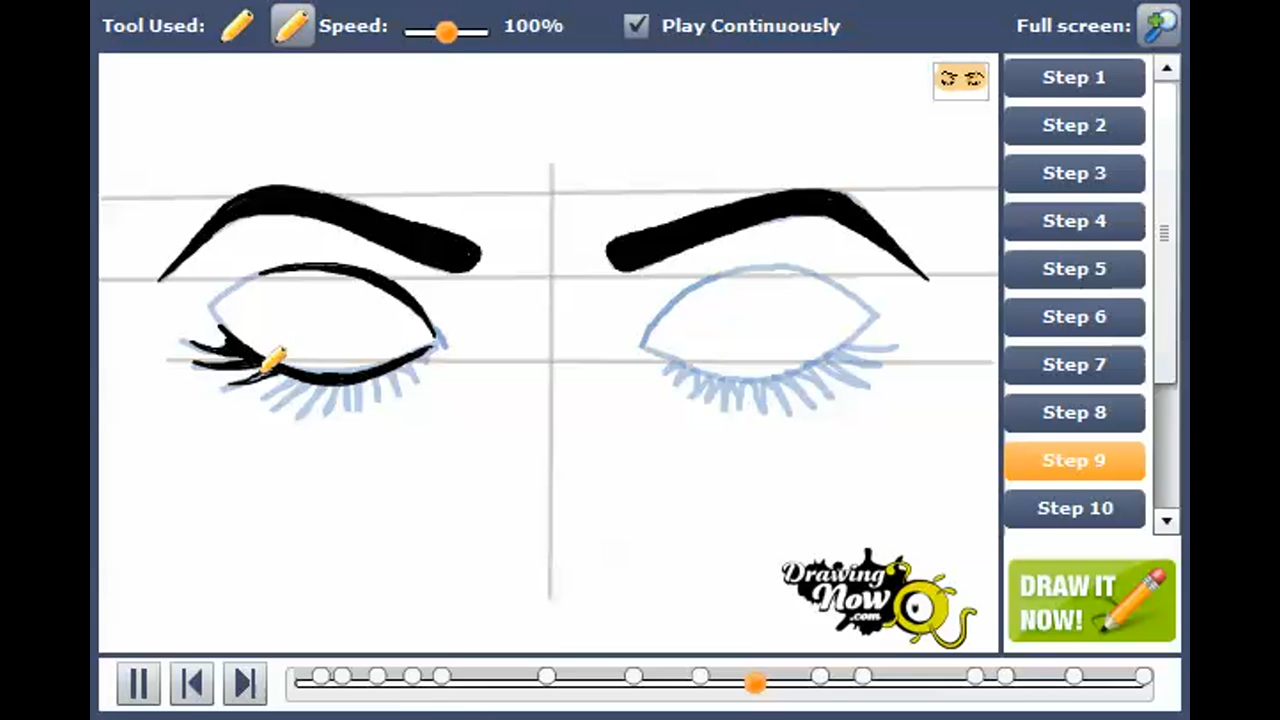 Tool Used:
Speed:
100%
Play Continuously
Full screen:
Step 1
Step 2
Step 3
Step 4
Step 5
Step 6
Step 7
Step 8
Step 9
Step 10
Drawing
Now
.com
DRAW IT
NOW!